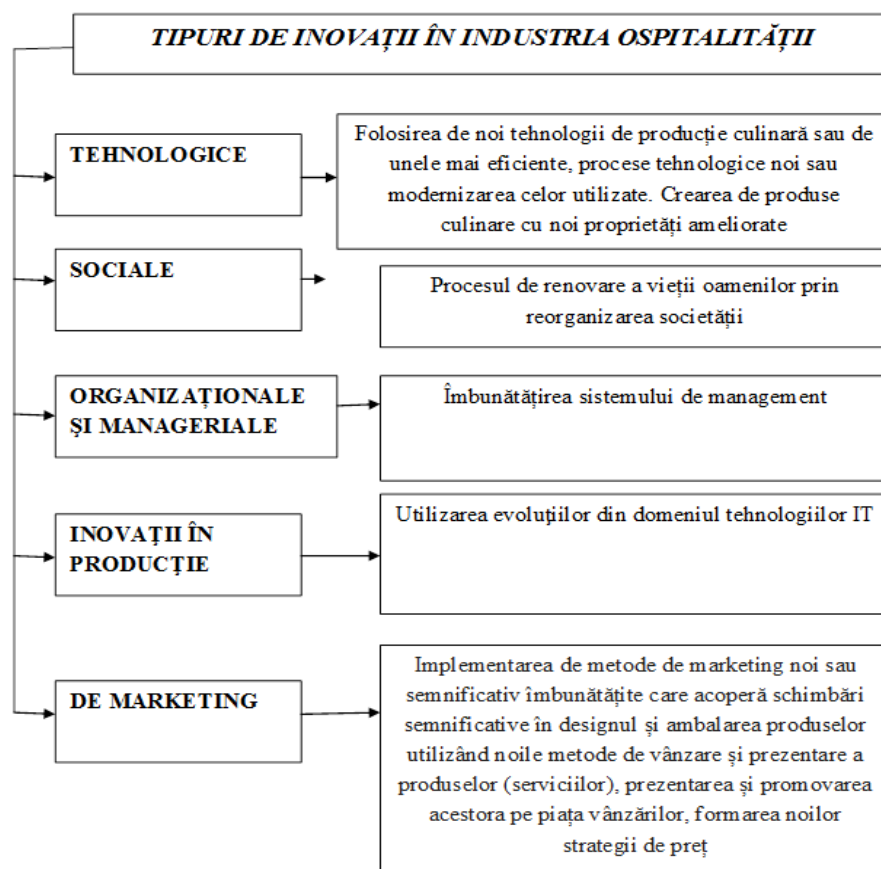 TIPURI DE INOVAȚII ÎN INDUSTRIA OSPITALITĂȚII
TEHNOLOGICE
Folosirea de noi tehnologii de producție culinară sau de
unele mai eficiente, procese tehnologice noi sau
modernizarea celor utilizate. Crearea de produse
culinare cu noi proprietăți ameliorate
SOCIALE
Procesul de renovare a vieții oamenilor prin
reorganizarea societății
ORGANIZAȚIONALE
ŞI MANAGERIALE
Îmbunătățirea sistemului de management
INOVAȚII ÎN
PRODUCŢIE
Utilizarea evoluţiilor din domeniul tehnologiilor IT
DE MARKETING
Implementarea de metode de marketing noi sau
semnificativ îmbunătățite care acoperă schimbări
semnificative în designul și ambalarea produselor
utilizând noile metode de vânzare și prezentare a
produselor (serviciilor), prezentarea și promovarea
acestora pe piața vânzărilor, formarea noilor
strategii de preț